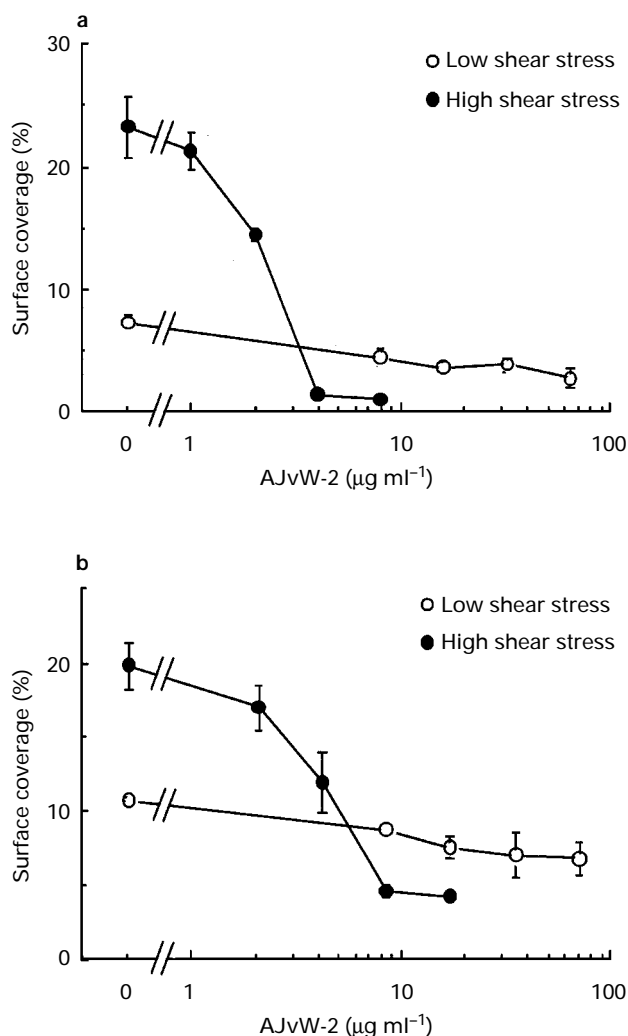 a
30
20
10
0
Surface coverage (%)
Low shear stress
High shear stress
0 1 10 100
AJvW-2 (µg ml⁻¹)
b
20
10
0
Surface coverage (%)
Low shear stress
High shear stress
0 1 10 100
AJvW-2 (µg ml⁻¹)